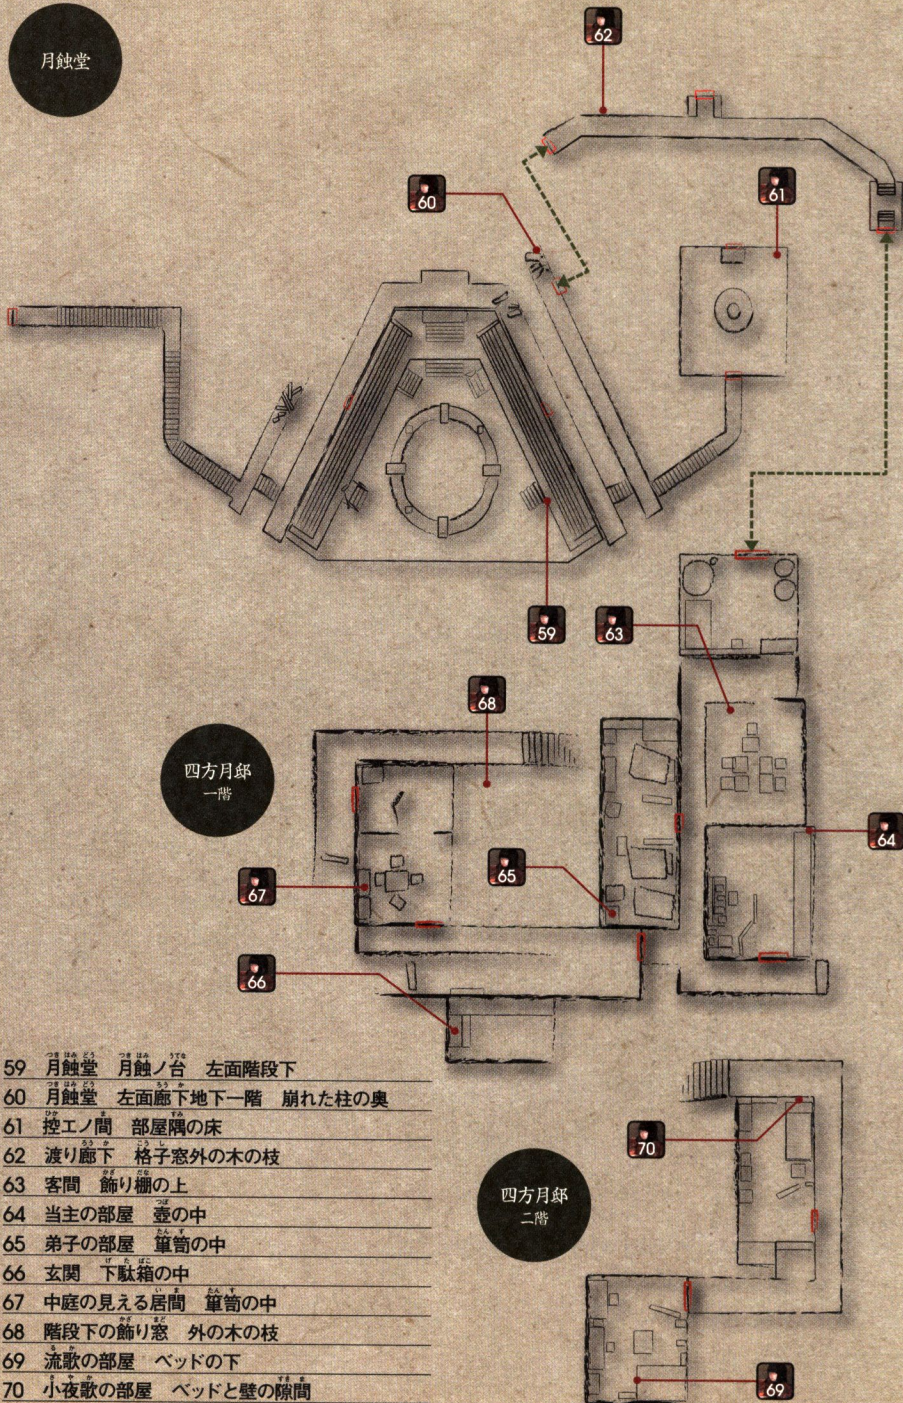 月蝕堂
62
61
60
59
63
68
四方月邸
一階
64
65
67
66
59 月蝕堂 月蝕ノ台 左面階段下
60 月蝕堂 左面廊下地下一階 崩れた柱の奥
61 控エノ間 部屋隅の床
62 渡り廊下 格子窓外の木の枝
63 客間 飾り棚の上
64 当主の部屋 壺の中
65 弟子の部屋 箪笥の中
66 玄関 下駄箱の中
67 中庭の見える居間 箪笥の中
68 階段下の飾り窓 外の木の枝
69 流歌の部屋 ベッドの下
70 小夜歌の部屋 ベッドと壁の隙間
70
四方月邸
二階
69